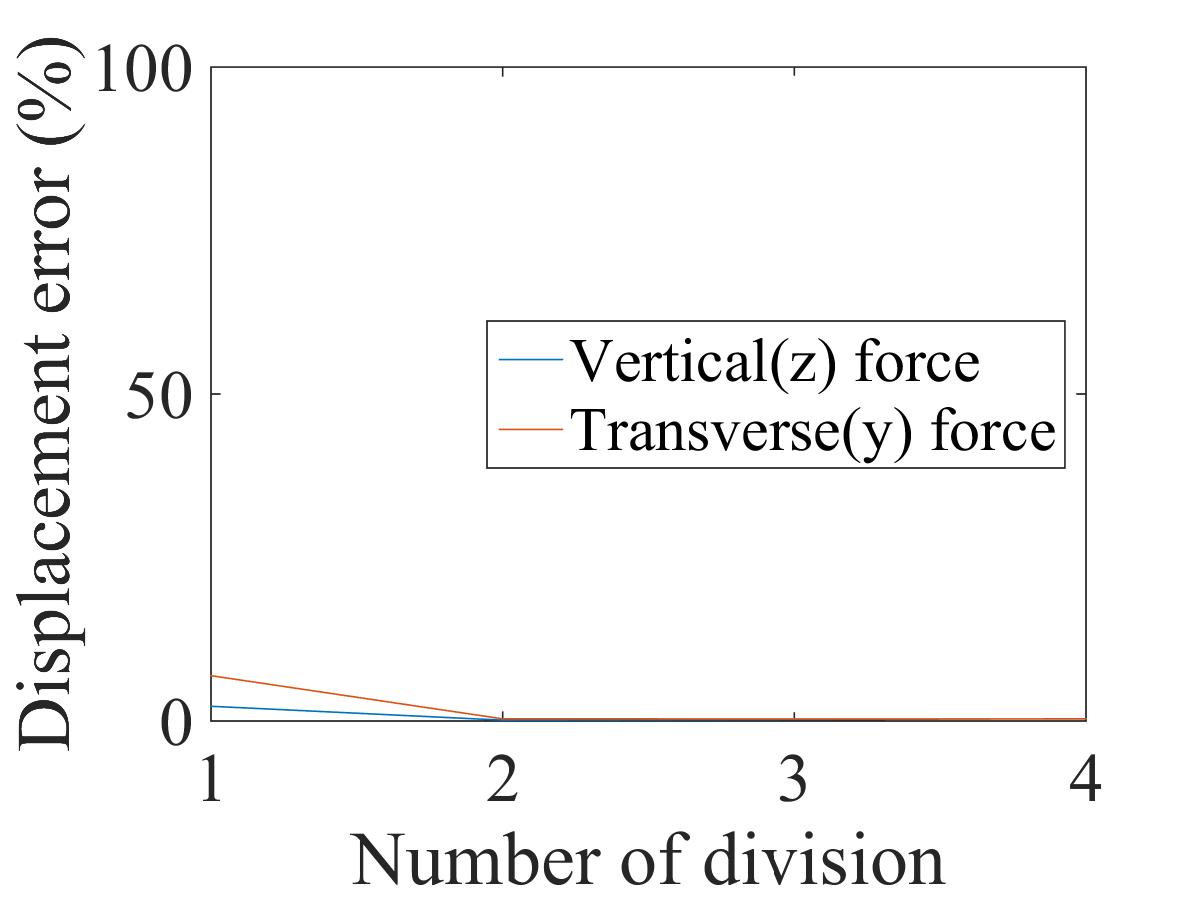 Displacement error (%)
100
50
0
Vertical(z) force
Transverse(y) force
1 2 3 4
Number of division